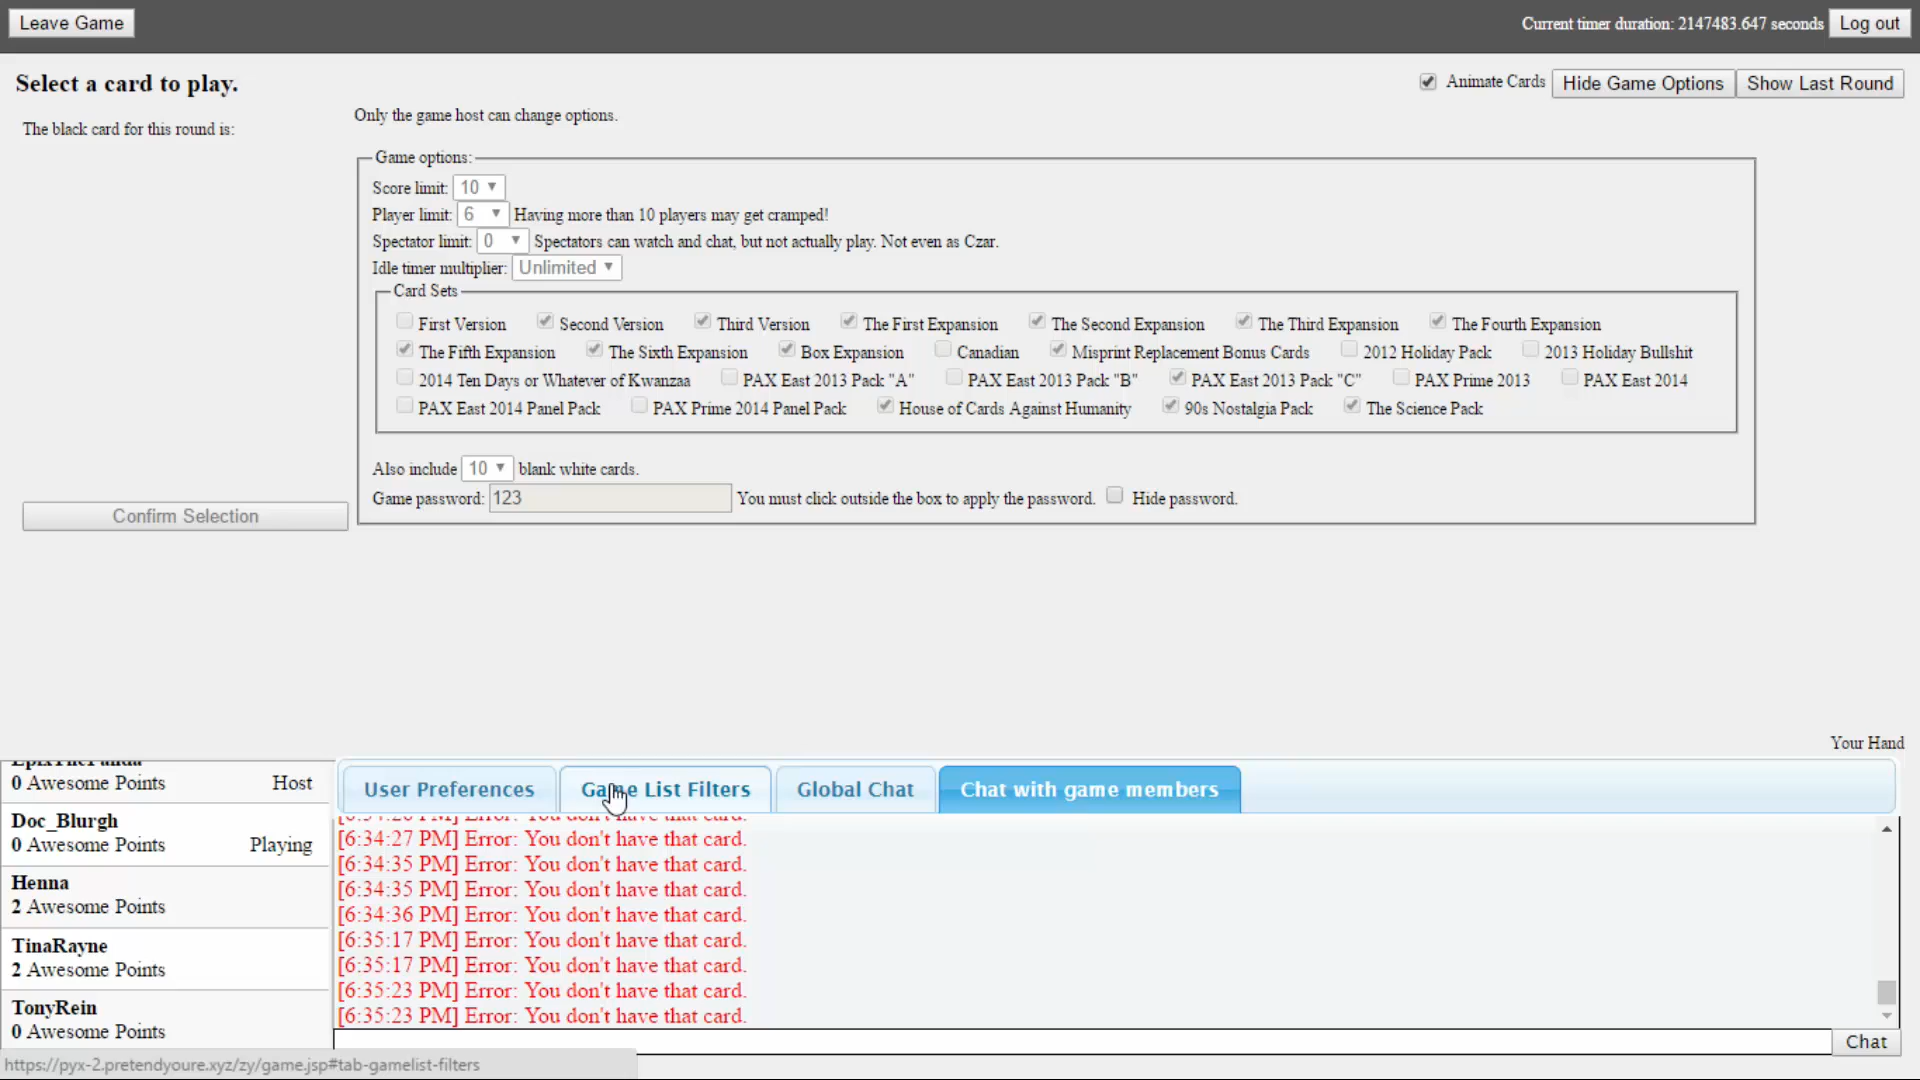 Leave Game
Current timer duration: 2147483.647 seconds
Log out
Select a card to play.
Animate Cards
Hide Game Options
Show Last Round
The black card for this round is:
Only the game host can change options.
Game options:
Score limit: 10
Player limit: 6 Having more than 10 players may get cramped!
Spectator limit: 0 Spectators can watch and chat, but not actually play. Not even as Czar.
Idle timer multiplier: Unlimited
Card Sets
First Version Second Version Third Version The First Expansion The Second Expansion The Third Expansion The Fourth Expansion
The Fifth Expansion The Sixth Expansion Box Expansion Canadian Misprint Replacement Bonus Cards 2012 Holiday Pack 2013 Holiday Bullshit
2014 Ten Days or Whatever of Kwanzaa PAX East 2013 Pack "A" PAX East 2013 Pack "B" PAX East 2013 Pack "C" PAX Prime 2013 PAX East 2014
PAX East 2014 Panel Pack PAX Prime 2014 Panel Pack House of Cards Against Humanity 90s Nostalgia Pack The Science Pack
Also include 10 blank white cards.
Game password: 123 You must click outside the box to apply the password. Hide password.
Confirm Selection
Your Hand
EpixThePanda
0 Awesome Points Host
Doc_Blurgh
0 Awesome Points Playing
Henna
2 Awesome Points
TinaRayne
2 Awesome Points
TonyRein
0 Awesome Points
User Preferences
Game List Filters
Global Chat
Chat with game members
Error: You don't have that card.
[6:34:27 PM] Error: You don't have that card.
[6:34:35 PM] Error: You don't have that card.
[6:34:35 PM] Error: You don't have that card.
[6:34:36 PM] Error: You don't have that card.
[6:35:17 PM] Error: You don't have that card.
[6:35:17 PM] Error: You don't have that card.
[6:35:23 PM] Error: You don't have that card.
[6:35:23 PM] Error: You don't have that card.
Chat
https://pyx-2.pretendyoure.xyz/zy/game.jsp#tab-gamelist-filters